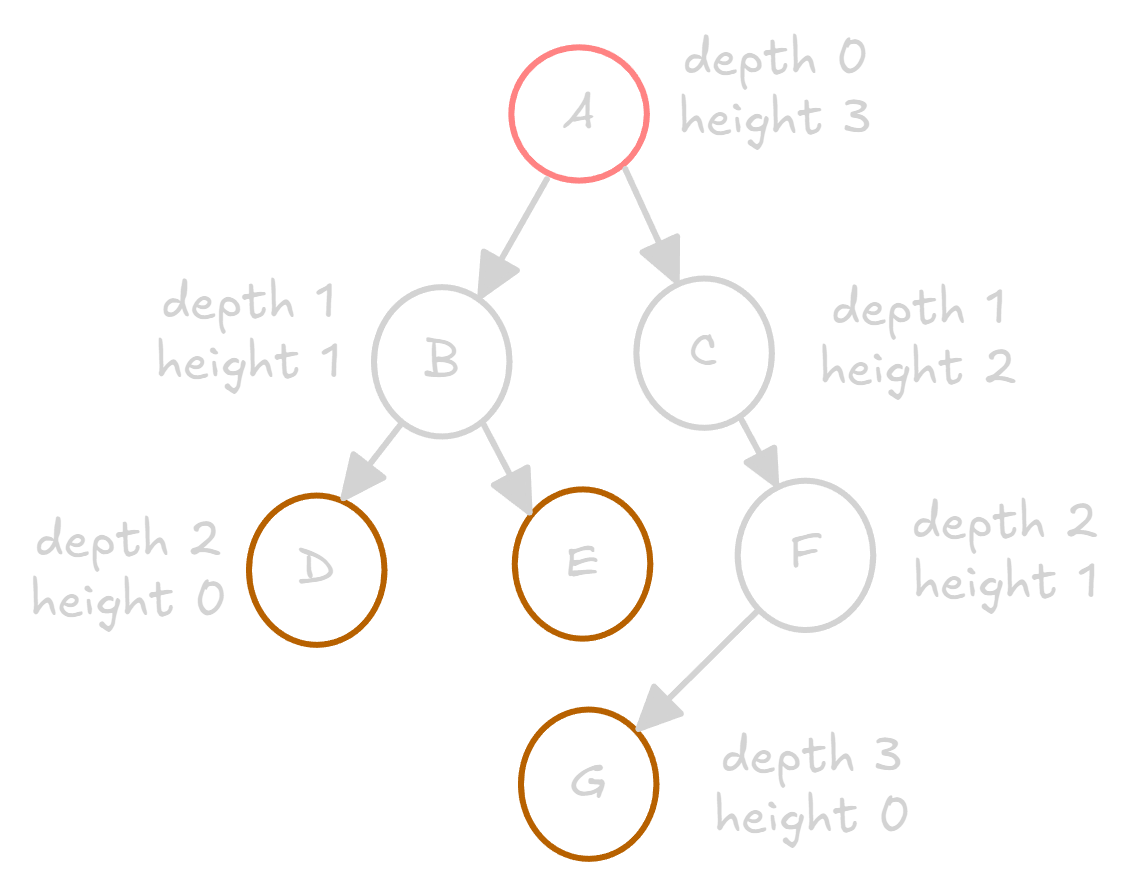 depth 0
A
height 3
depth 1
height 1
B
C
depth 1
height 2
depth 2
height 0
D
E
F
depth 2
height 1
G
depth 3
height 0